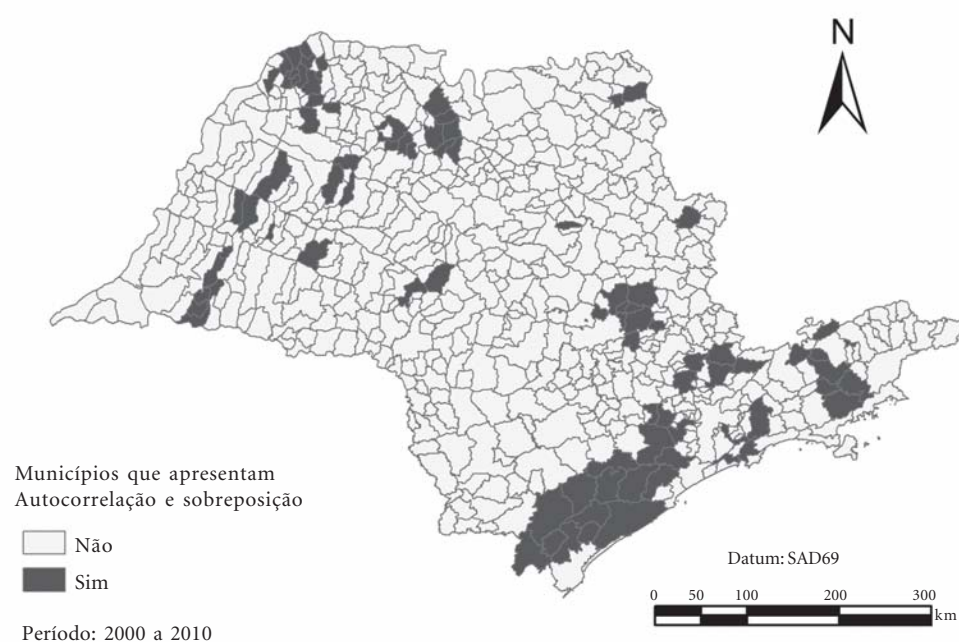 N
Municípios que apresentam
Autocorrelação e sobreposição
Não
Sim
Período: 2000 a 2010
Datum: SAD69
0 50 100 200 300
km